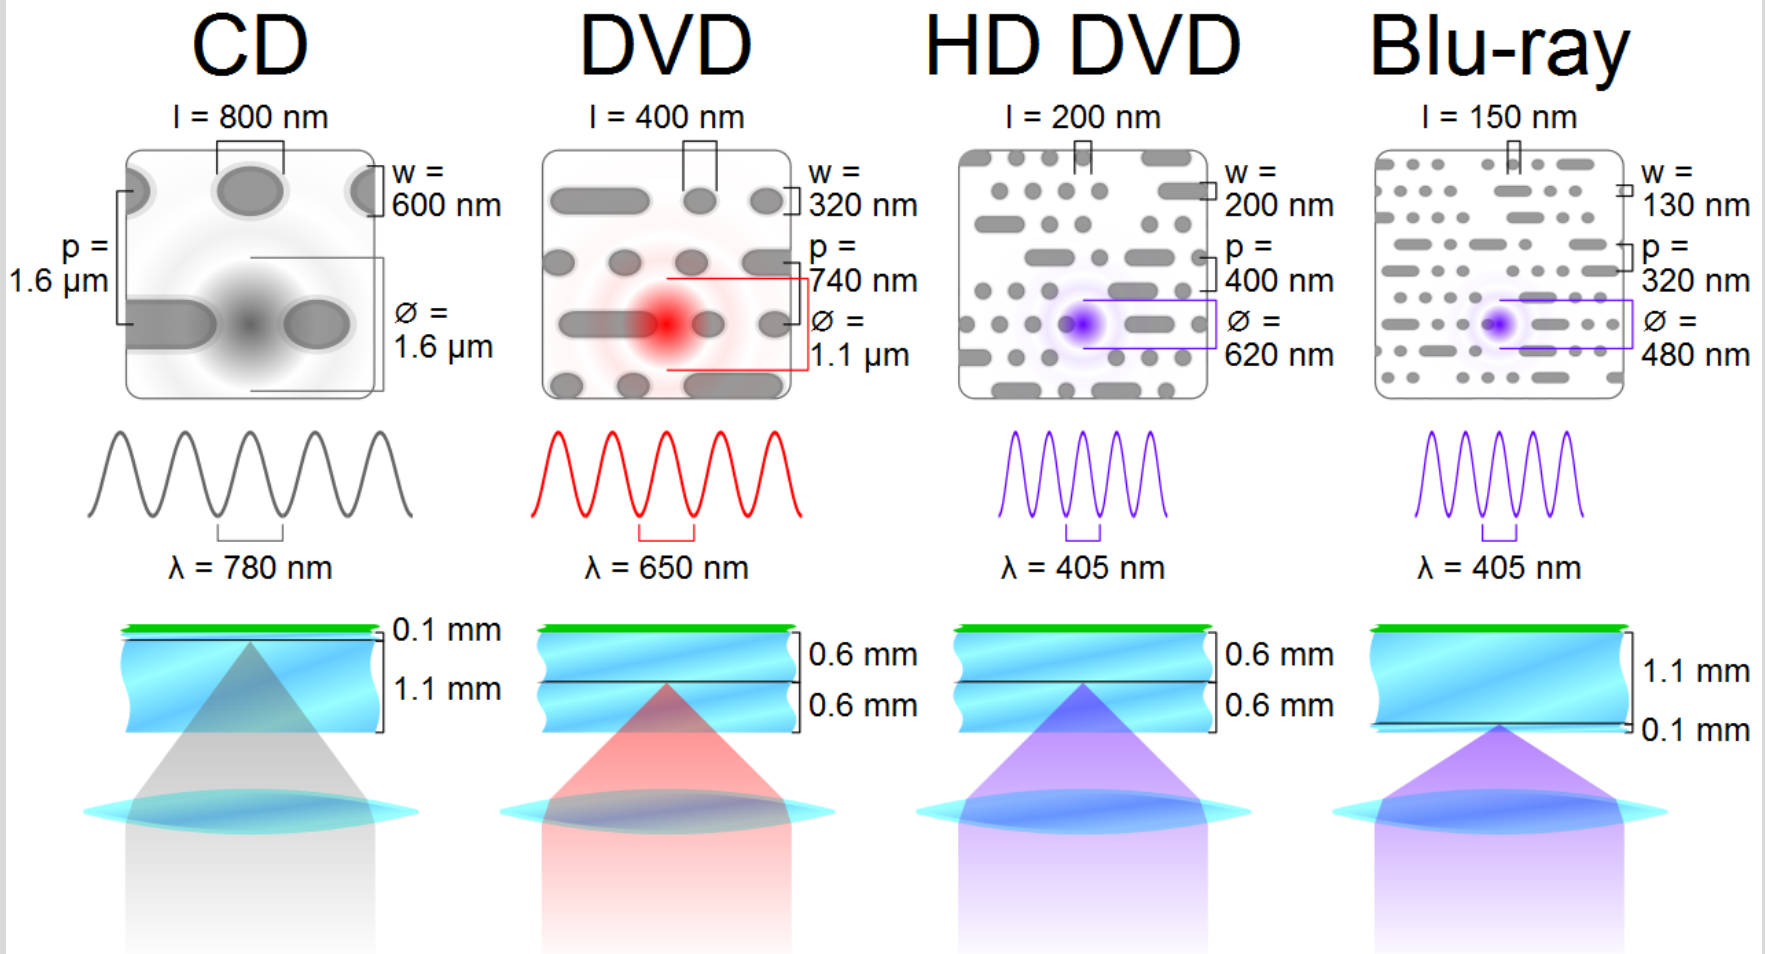 CD
DVD
HD DVD
Blu-ray
l = 800 nm
w =
600 nm
p =
1.6 µm
Ø =
1.6 µm
l = 400 nm
w =
320 nm
p =
740 nm
Ø =
1.1 µm
l = 200 nm
w =
200 nm
p =
400 nm
Ø =
620 nm
l = 150 nm
w =
130 nm
p =
320 nm
Ø =
480 nm
λ = 780 nm
λ = 650 nm
λ = 405 nm
λ = 405 nm
0.1 mm
1.1 mm
0.6 mm
0.6 mm
0.6 mm
0.6 mm
1.1 mm
0.1 mm